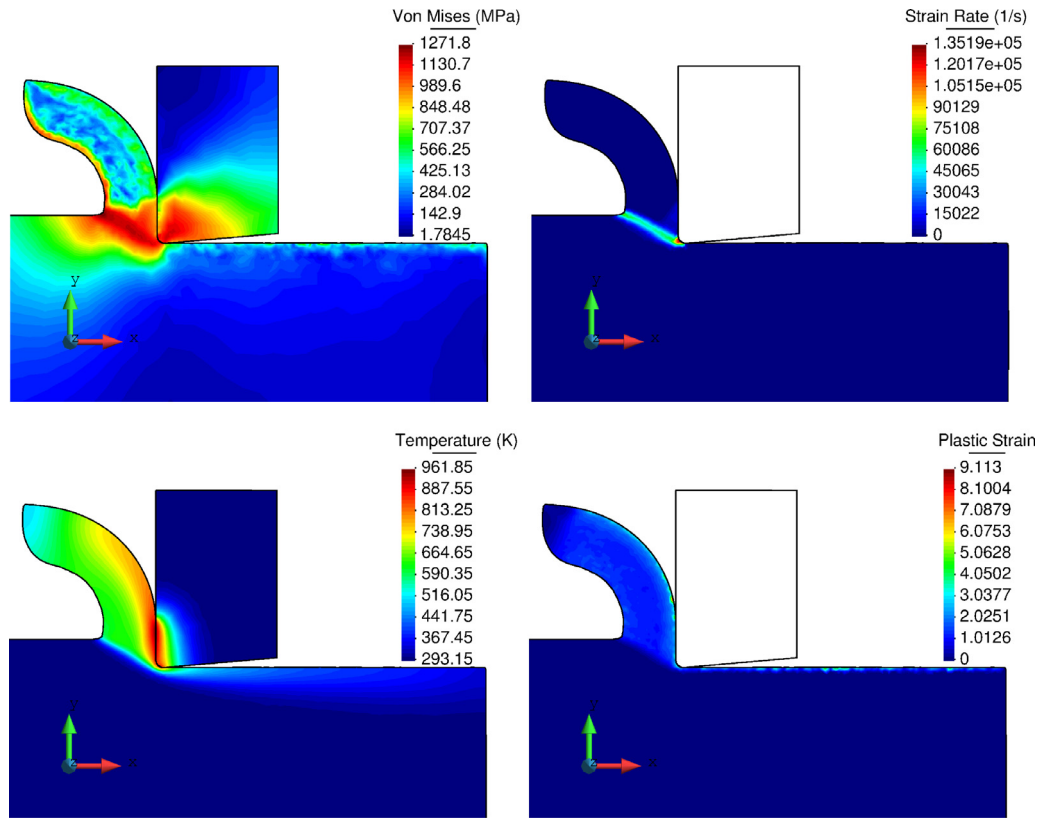 Von Mises (MPa)
1271.8
1130.7
989.6
848.48
707.37
566.25
425.13
284.02
142.9
1.7845
y
z
x
Strain Rate (1/s)
1.3519e+05
1.2017e+05
1.0515e+05
90129
75108
60086
45065
30043
15022
0
y
z
x
Temperature (K)
961.85
887.55
813.25
738.95
664.65
590.35
516.05
441.75
367.45
293.15
y
z
x
Plastic Strain
9.113
8.1004
7.0879
6.0753
5.0628
4.0502
3.0377
2.0251
1.0126
0
y
z
x